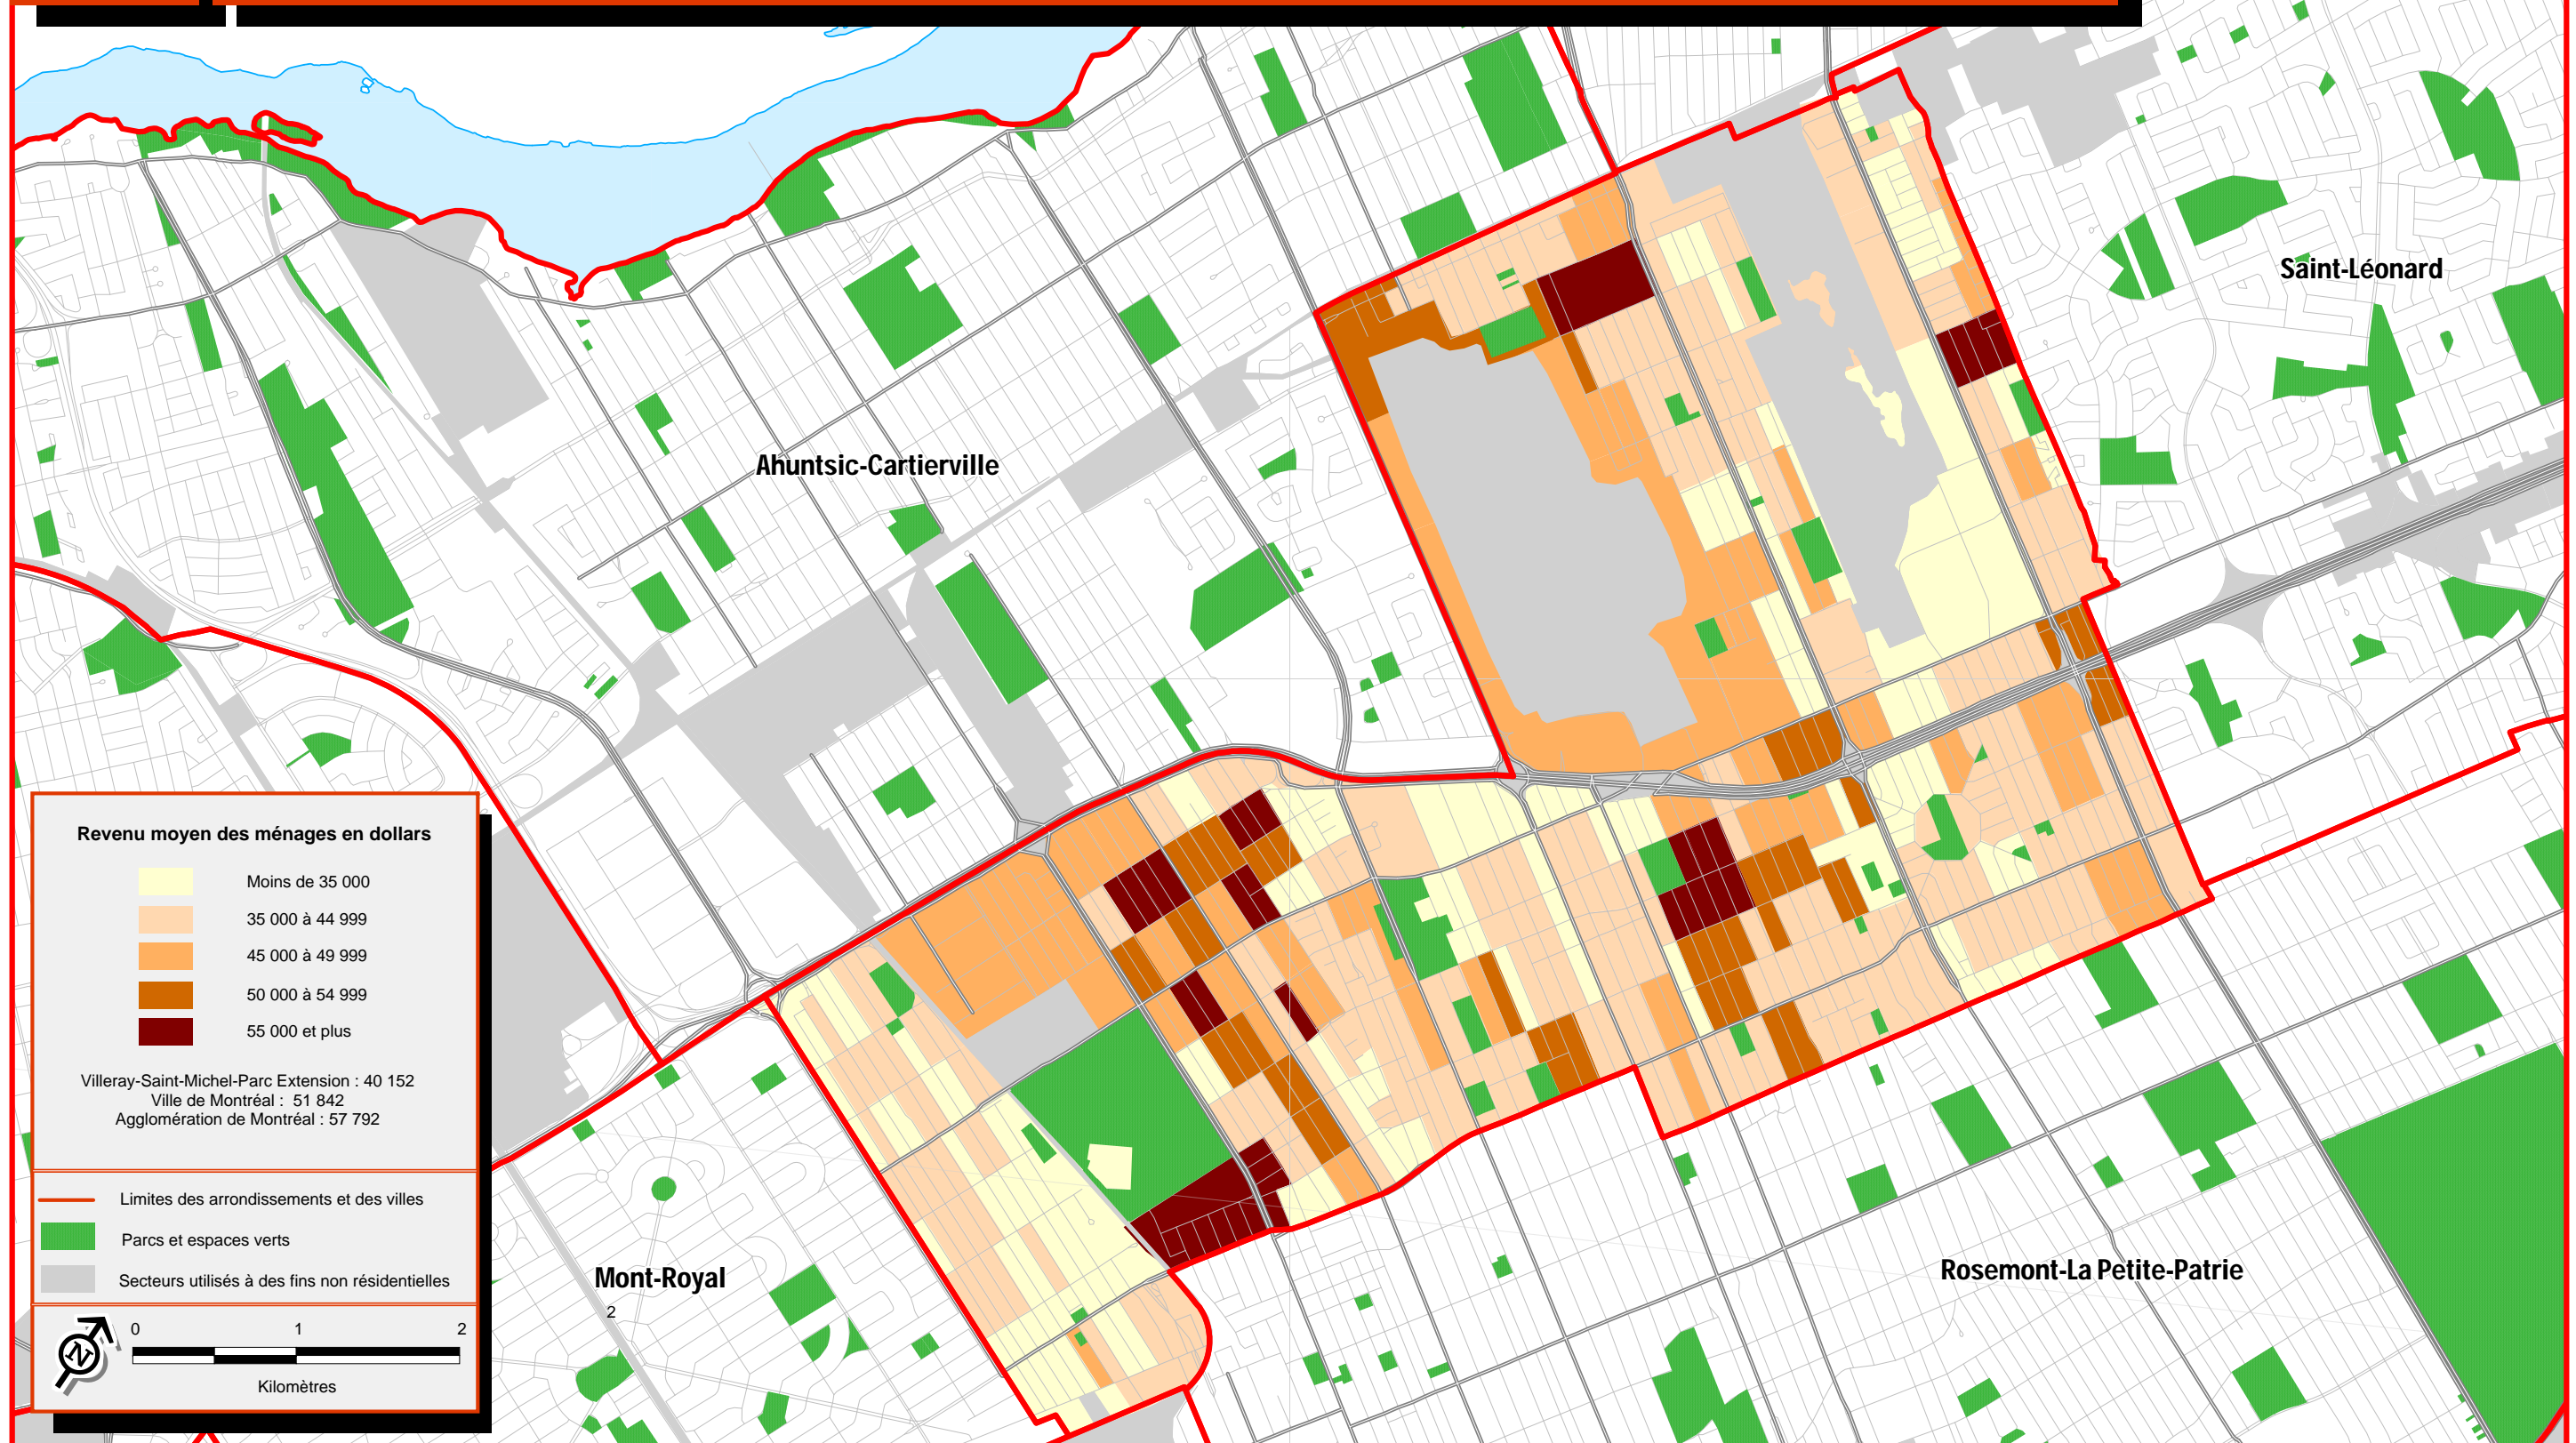 Saint-Léonard
Ahuntsic-Cartierville
Revenu moyen des ménages en dollars
Moins de 35 000
35 000 à 44 999
45 000 à 49 999
50 000 à 54 999
55 000 et plus
Villeray-Saint-Michel-Parc Extension : 40 152
Ville de Montréal : 51 842
Agglomération de Montréal : 57 792
Limites des arrondissements et des villes
Parcs et espaces verts
Secteurs utilisés à des fins non résidentielles
N
0 1 2
Kilomètres
Mont-Royal
2
Rosemont-La Petite-Patrie